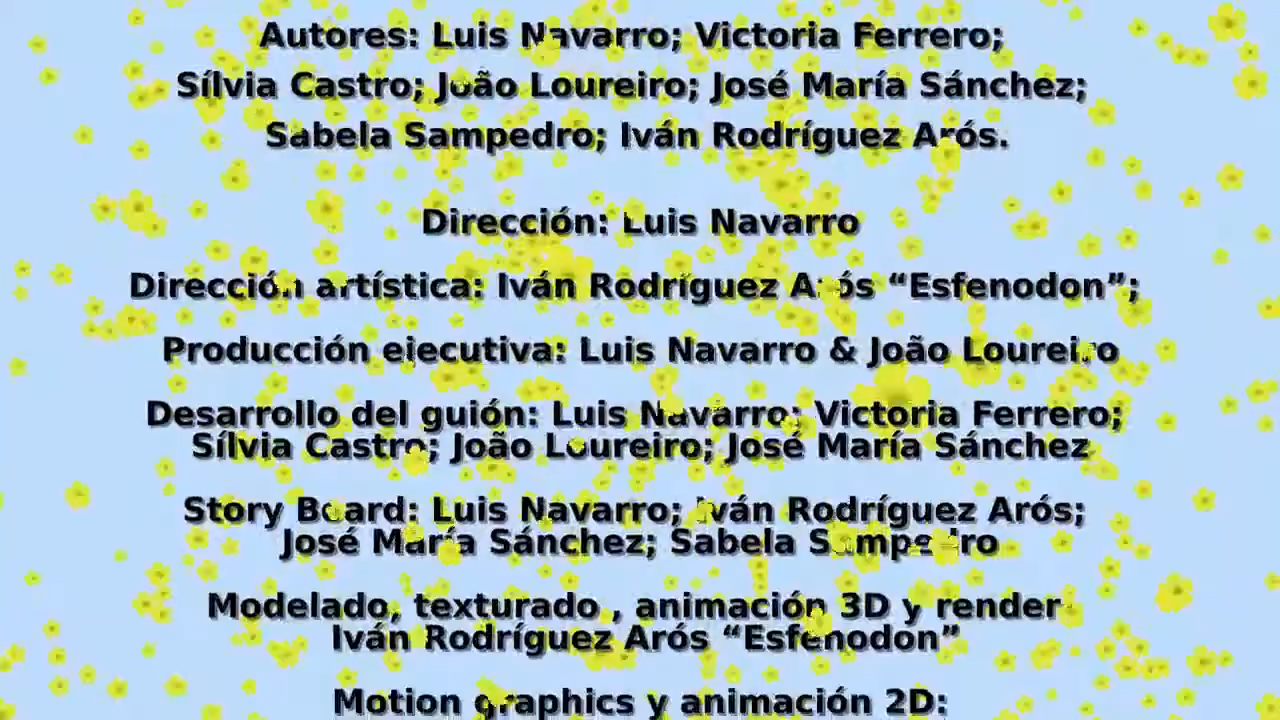 Autores: Luis Navarro; Victoria Ferrero;
Sílvia Castro; João Loureiro; José María Sánchez;
Sabela Sampedro; Iván Rodríguez Arós.
Dirección: Luis Navarro
Dirección artística: Iván Rodríguez Arós “Esfenodon”;
Producción ejecutiva: Luis Navarro & João Loureiro
Desarrollo del guión: Luis Navarro; Victoria Ferrero;
Sílvia Castro; João Loureiro; José María Sánchez
Story Board: Luis Navarro; Iván Rodríguez Arós;
José María Sánchez; Sabela Sampedro
Modelado, texturado , animación 3D y render
Iván Rodríguez Arós “Esfenodon”
Motion graphics y animación 2D: